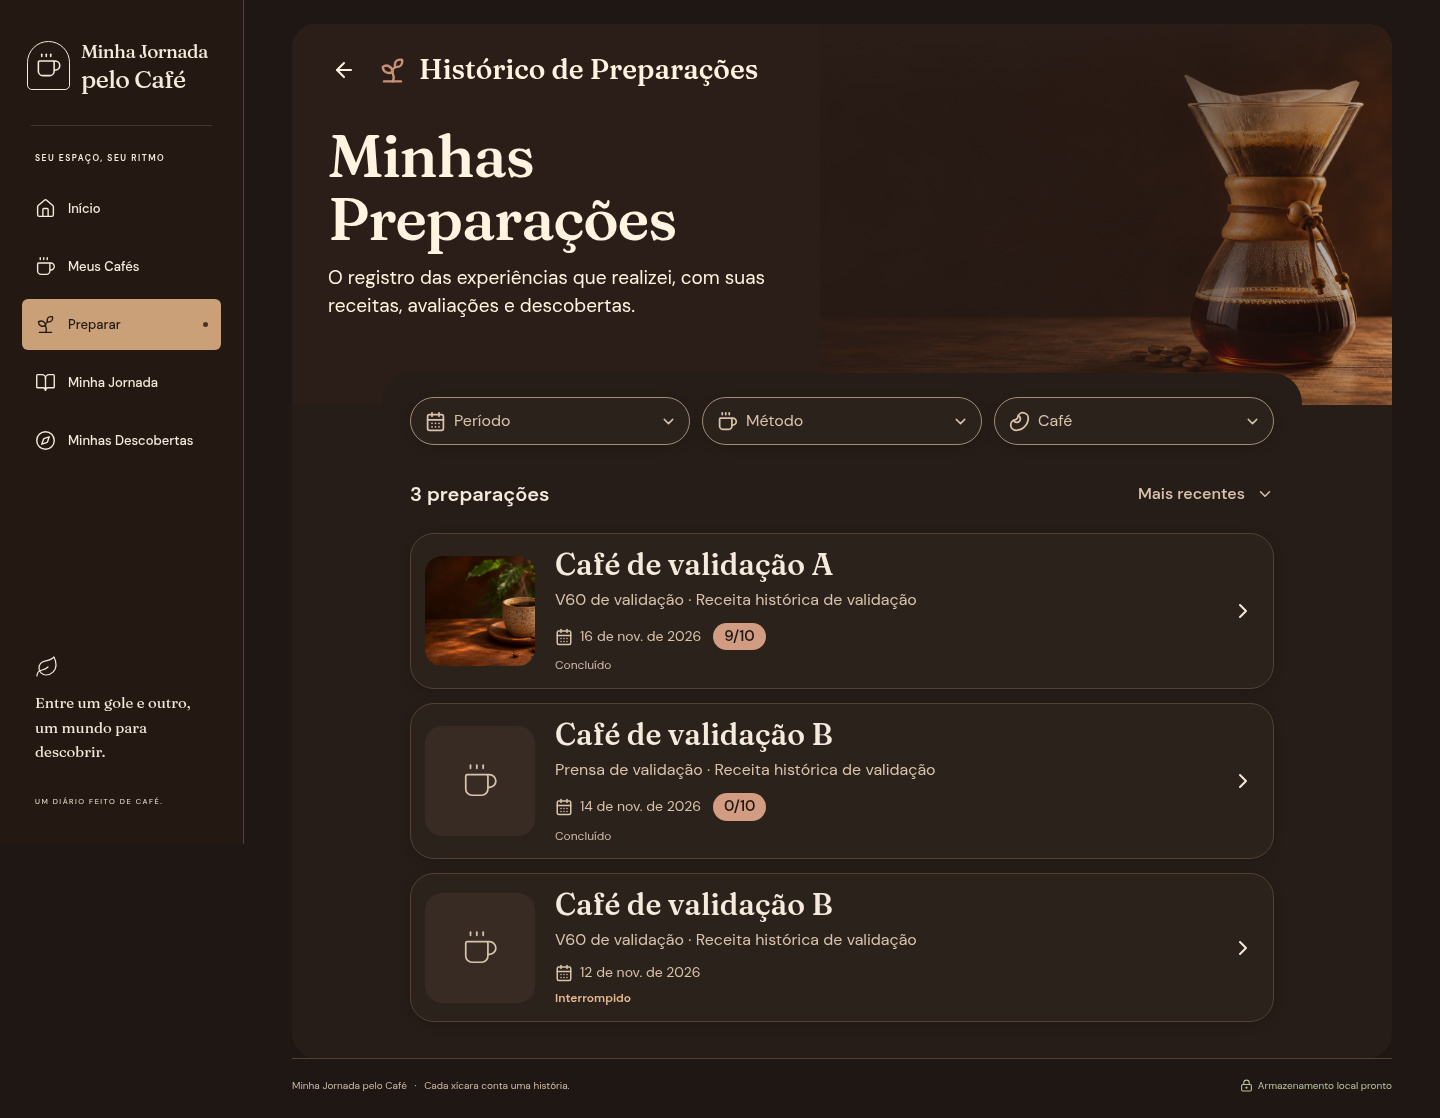 Minha Jornada
pelo Café
SEU ESPAÇO, SEU RITMO
Início
Meus Cafés
Preparar
Minha Jornada
Minhas Descobertas
Entre um gole e outro,
um mundo para
descobrir.
UM DIÁRIO FEITO DE CAFÉ.
Histórico de Preparações
Minhas
Preparações
O registro das experiências que realizei, com suas
receitas, avaliações e descobertas.
Período
Método
Café
3 preparações
Mais recentes
Café de validação A
V60 de validação · Receita histórica de validação
16 de nov. de 2026 9/10
Concluído
Café de validação B
Prensa de validação · Receita histórica de validação
14 de nov. de 2026 0/10
Concluído
Café de validação B
V60 de validação · Receita histórica de validação
12 de nov. de 2026
Interrompido
Minha Jornada pelo Café · Cada xícara conta uma história.
Armazenamento local pronto